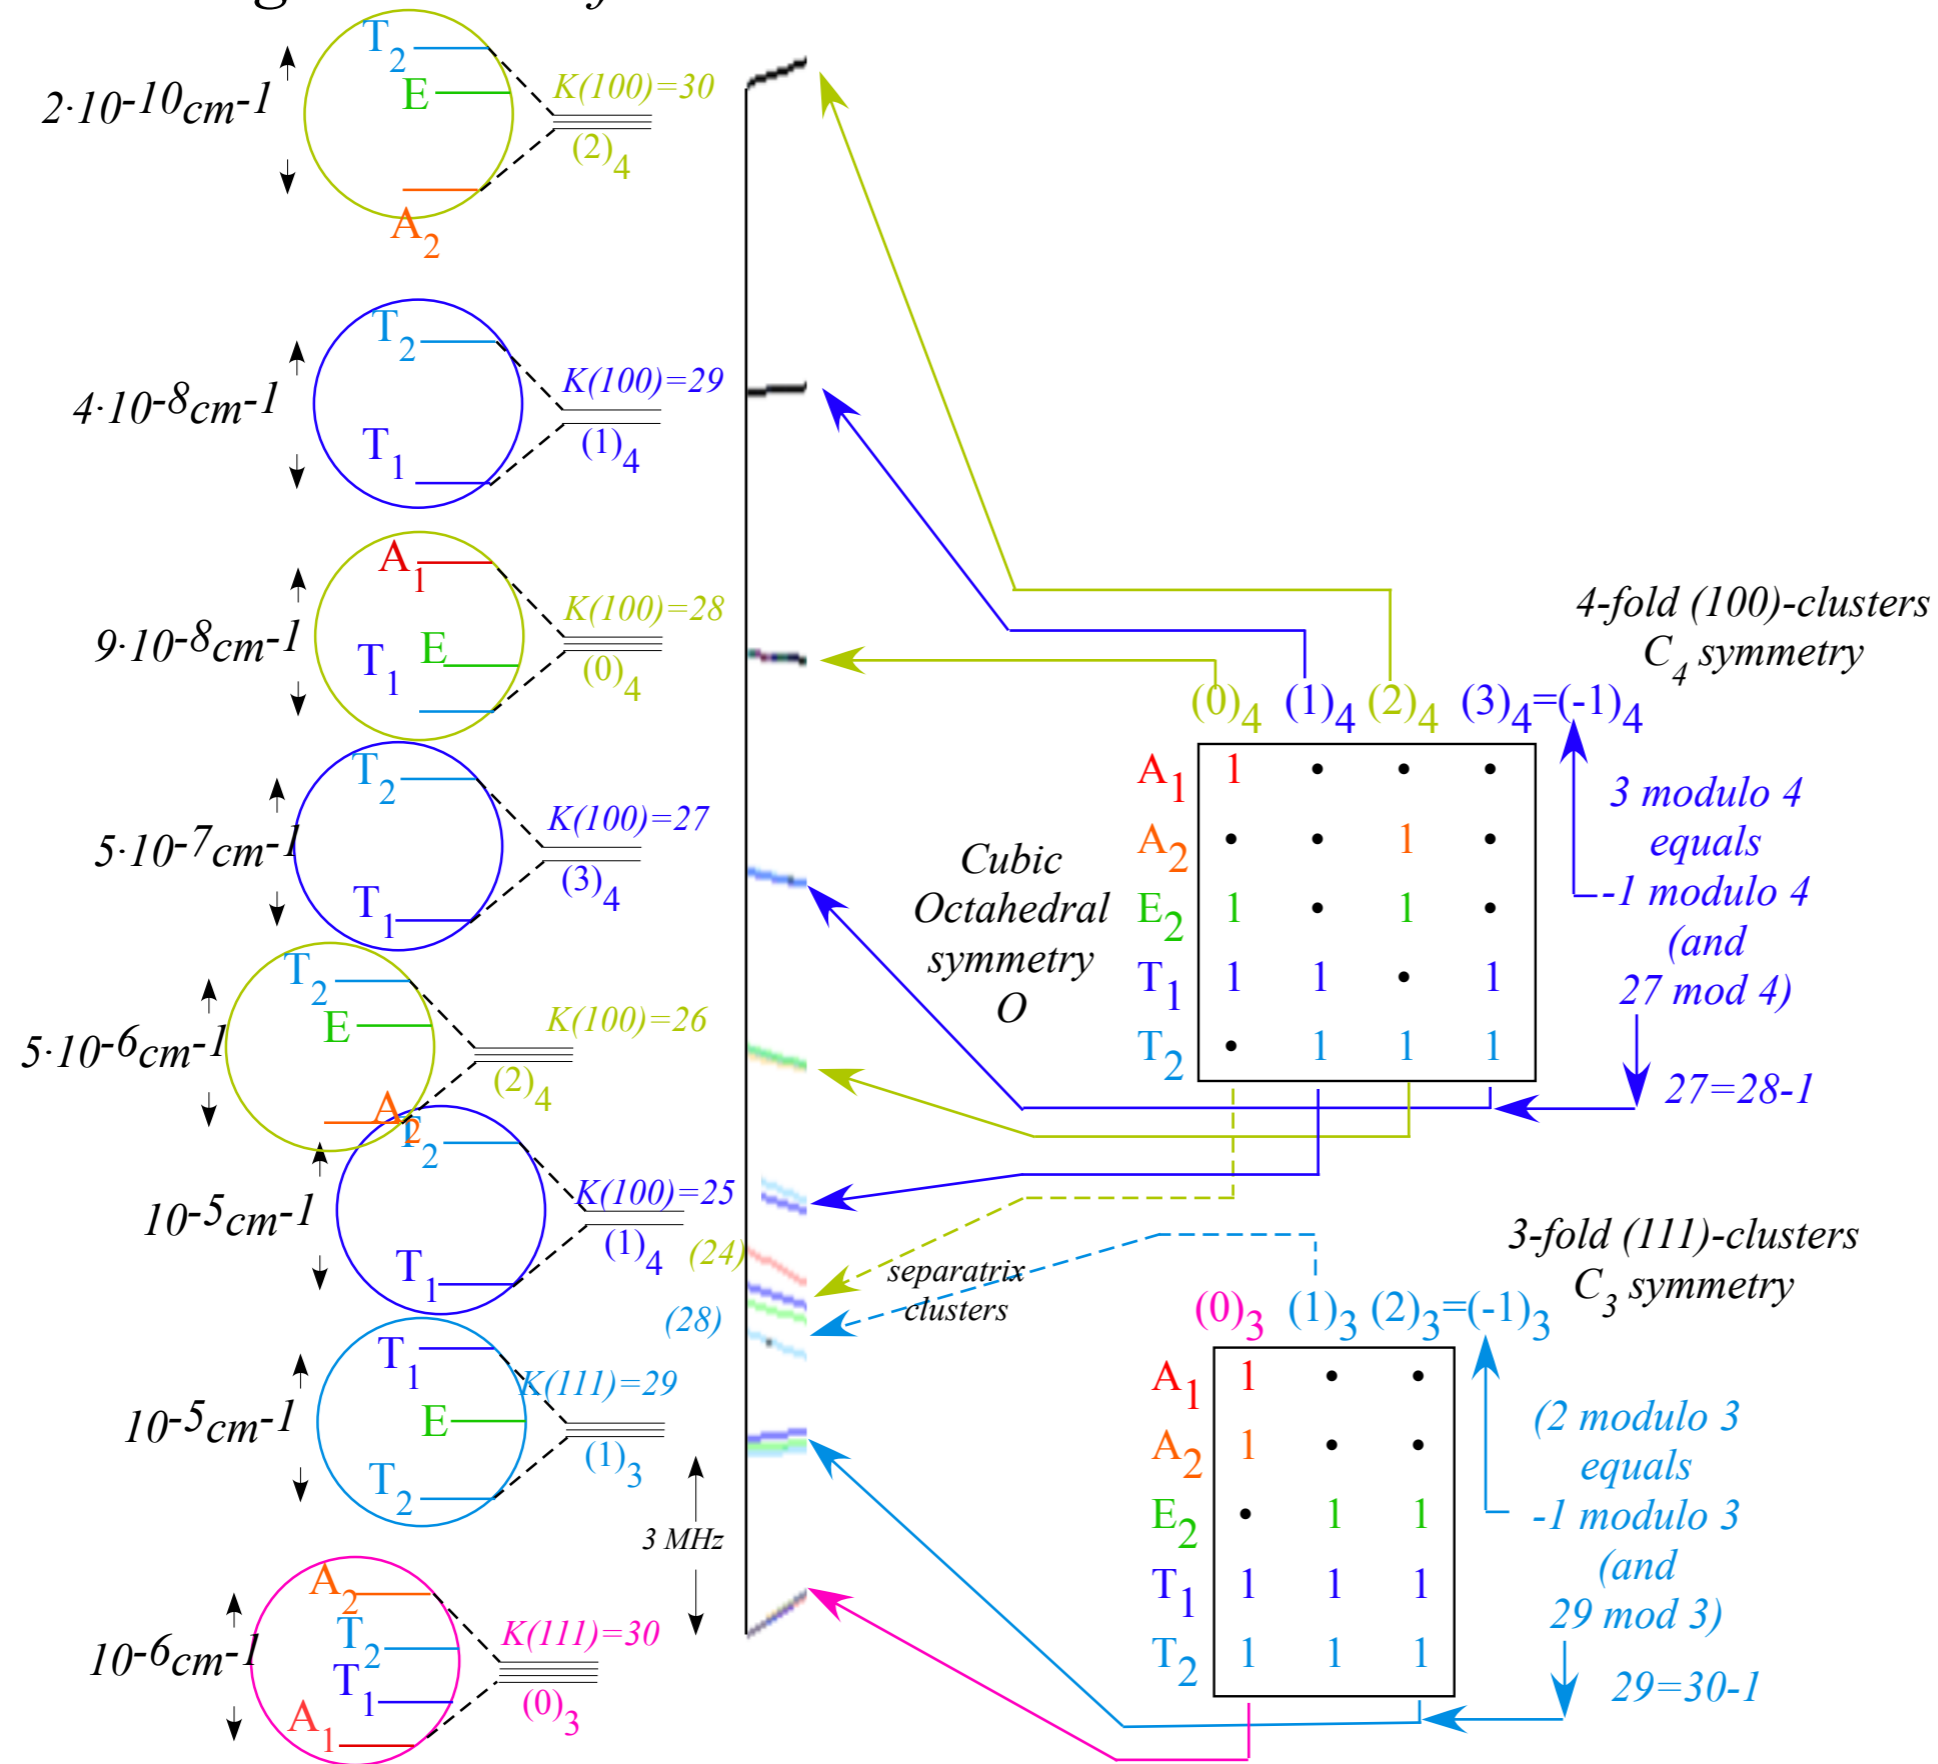 T2
E
2·10-10cm-1
K(100)=30
(2)4
A2
T2
K(100)=29
4·10-8cm-1
T1
(1)4
A1
K(100)=28
9·10-8cm-1
T1 E
(0)4
T2
K(100)=27
5·10-7cm-1
T1
(3)4
T2
E
K(100)=26
5·10-6cm-1
(2)4
A2
T2
K(100)=25
10-5cm-1
T1
(1)4
(24)
(28)
separatrix
clusters
T1
K(111)=29
E
10-5cm-1
T2
(1)3
3 MHz
A2
T2
K(111)=30
10-6cm-1
T1
A1
(0)3
4-fold (100)-clusters
C4 symmetry
(0)4 (1)4 (2)4 (3)4=(-1)4
Cubic
Octahedral
symmetry
O
A1 1 • • •
A2 • • 1 •
E2 1 • 1 •
T1 1 1 • 1
T2 • 1 1 1
3 modulo 4
equals
-1 modulo 4
(and
27 mod 4)
27=28-1
3-fold (111)-clusters
C3 symmetry
(0)3 (1)3 (2)3=(-1)3
A1 1 • •
A2 1 • •
E2 • 1 1
T1 1 1 1
T2 1 1 1
(2 modulo 3
equals
-1 modulo 3
(and
29 mod 3)
29=30-1